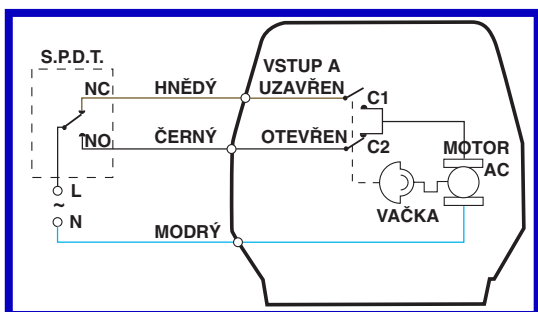 S.P.D.T.
NC
HNĚDÝ
VSTUP A
UZAVŘEN
C1
NO
ČERNÝ
OTEVŘEN
C2
MOTOR
AC
L
~
N
VAČKA
MODRÝ